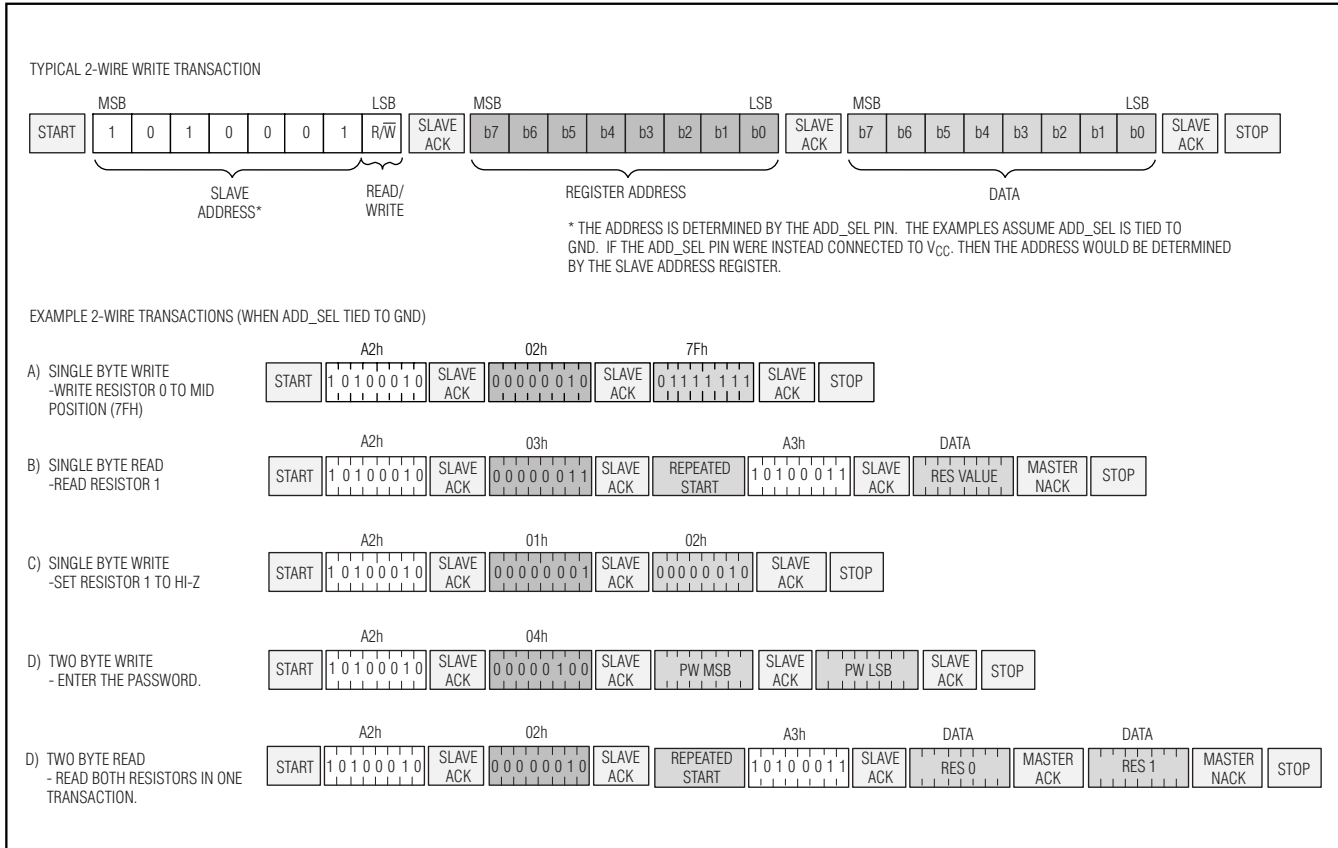 TYPICAL 2-WIRE WRITE TRANSACTION
MSB LSB MSB LSB MSB LSB
START 1 0 1 0 0 0 1 R/W̅ SLAVE ACK b7 b6 b5 b4 b3 b2 b1 b0 SLAVE ACK b7 b6 b5 b4 b3 b2 b1 b0 SLAVE ACK STOP
SLAVE ADDRESS* READ/WRITE REGISTER ADDRESS DATA
* THE ADDRESS IS DETERMINED BY THE ADD_SEL PIN. THE EXAMPLES ASSUME ADD_SEL IS TIED TO
GND. IF THE ADD_SEL PIN WERE INSTEAD CONNECTED TO VCC. THEN THE ADDRESS WOULD BE DETERMINED
BY THE SLAVE ADDRESS REGISTER.
EXAMPLE 2-WIRE TRANSACTIONS (WHEN ADD_SEL TIED TO GND)
A2h 02h 7Fh
A) SINGLE BYTE WRITE
-WRITE RESISTOR 0 TO MID
POSITION (7FH)
START 1 0 1 0 0 0 1 0 SLAVE ACK 0 0 0 0 0 0 1 0 SLAVE ACK 0 1 1 1 1 1 1 1 SLAVE ACK STOP
A2h 03h A3h DATA
B) SINGLE BYTE READ
-READ RESISTOR 1
START 1 0 1 0 0 0 1 0 SLAVE ACK 0 0 0 0 0 0 1 1 SLAVE ACK REPEATED START 1 0 1 0 0 0 1 1 SLAVE ACK RES VALUE MASTER NACK STOP
A2h 01h 02h
C) SINGLE BYTE WRITE
-SET RESISTOR 1 TO HI-Z
START 1 0 1 0 0 0 1 0 SLAVE ACK 0 0 0 0 0 0 0 1 SLAVE ACK 0 0 0 0 0 0 1 0 SLAVE ACK STOP
A2h 04h
D) TWO BYTE WRITE
- ENTER THE PASSWORD.
START 1 0 1 0 0 0 1 0 SLAVE ACK 0 0 0 0 0 1 0 0 SLAVE ACK PW MSB SLAVE ACK PW LSB SLAVE ACK STOP
A2h 02h A3h DATA DATA
D) TWO BYTE READ
- READ BOTH RESISTORS IN ONE
TRANSACTION.
START 1 0 1 0 0 0 1 0 SLAVE ACK 0 0 0 0 0 0 1 0 SLAVE ACK REPEATED START 1 0 1 0 0 0 1 1 SLAVE ACK RES 0 MASTER ACK RES 1 MASTER NACK STOP